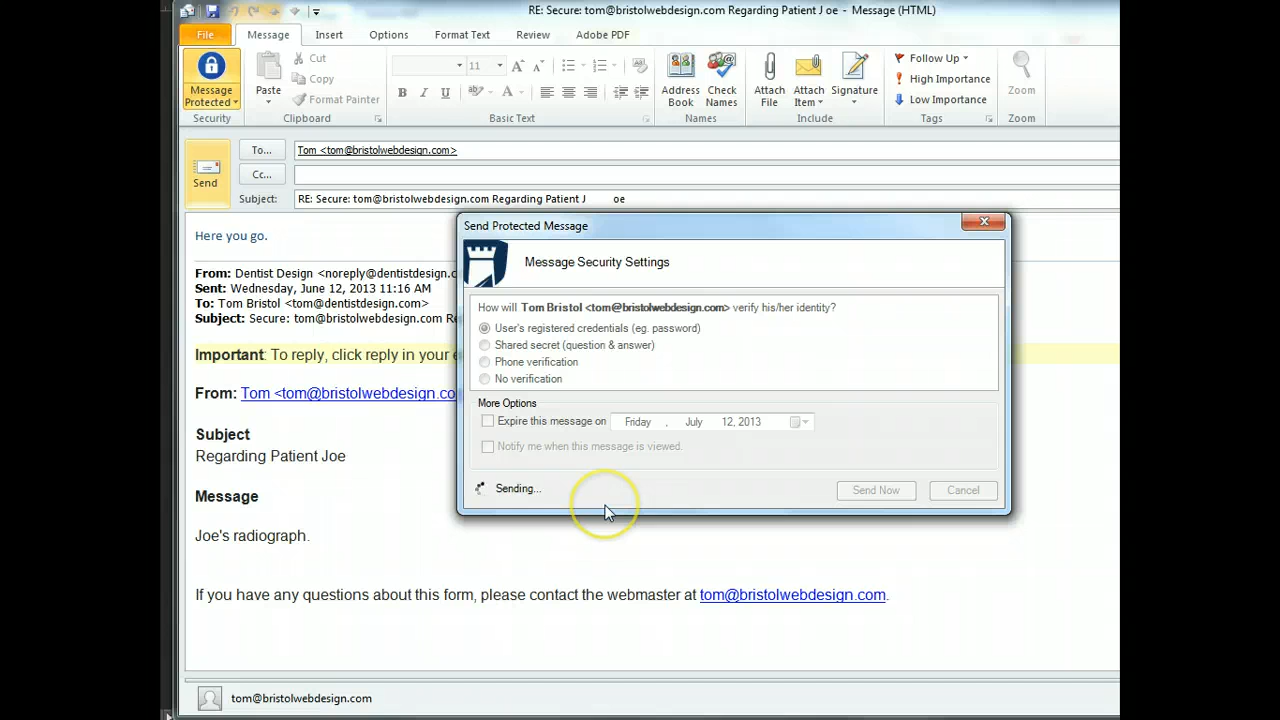 RE: Secure: tom@bristolwebdesign.com Regarding Patient J oe - Message (HTML)
File Message Insert Options Format Text Review Adobe PDF
Message Protected
Paste
Cut
Copy
Format Painter
11
B I U
Address Book
Check Names
Attach File
Attach Item
Signature
Follow Up
High Importance
Low Importance
Zoom
Security Clipboard Basic Text Names Include Tags Zoom
To... Tom <tom@bristolwebdesign.com>
Cc...
Send
Subject: RE: Secure: tom@bristolwebdesign.com Regarding Patient J oe
Here you go.
From: Dentist Design <noreply@dentistdesign.c
Sent: Wednesday, June 12, 2013 11:16 AM
To: Tom Bristol <tom@dentistdesign.com>
Subject: Secure: tom@bristolwebdesign.com Re
Important: To reply, click reply in your e
From: Tom <tom@bristolwebdesign.co
Subject
Regarding Patient Joe
Message
Joe's radiograph.
If you have any questions about this form, please contact the webmaster at tom@bristolwebdesign.com.
tom@bristolwebdesign.com
Send Protected Message
Message Security Settings
How will Tom Bristol <tom@bristolwebdesign.com> verify his/her identity?
User's registered credentials (eg. password)
Shared secret (question & answer)
Phone verification
No verification
More Options
Expire this message on Friday , July 12, 2013
Notify me when this message is viewed.
Sending...
Send Now Cancel